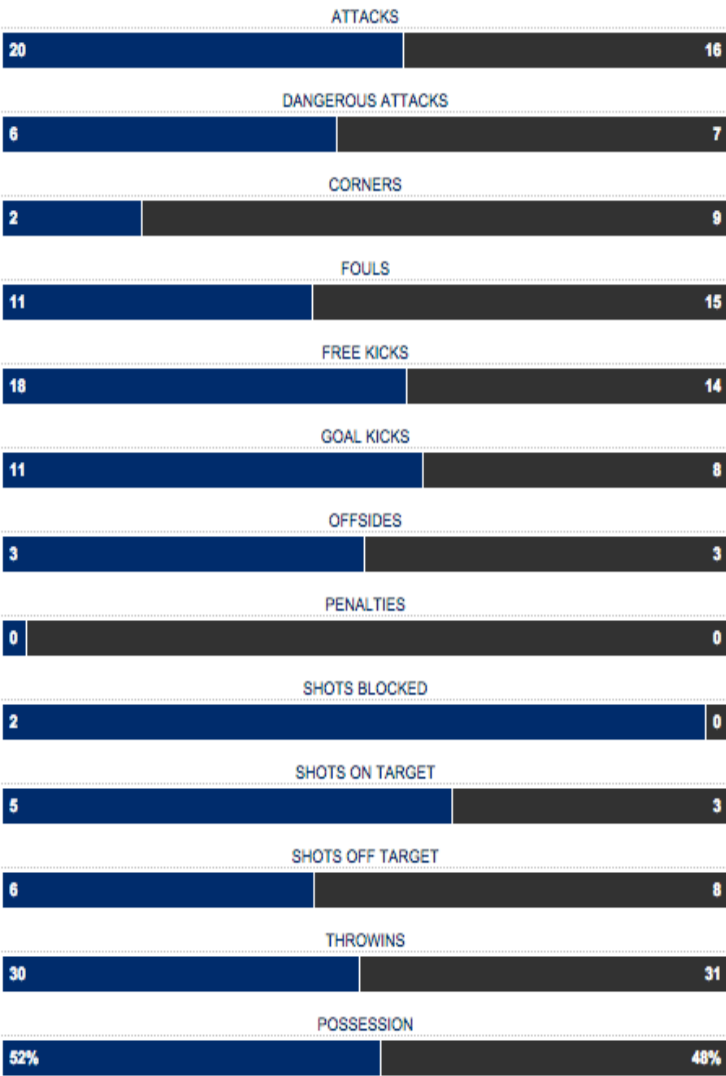 ATTACKS
20 16
DANGEROUS ATTACKS
6 7
CORNERS
2 9
FOULS
11 15
FREE KICKS
18 14
GOAL KICKS
11 8
OFFSIDES
3 3
PENALTIES
0 0
SHOTS BLOCKED
2 0
SHOTS ON TARGET
5 3
SHOTS OFF TARGET
6 8
THROWINS
30 31
POSSESSION
52% 48%